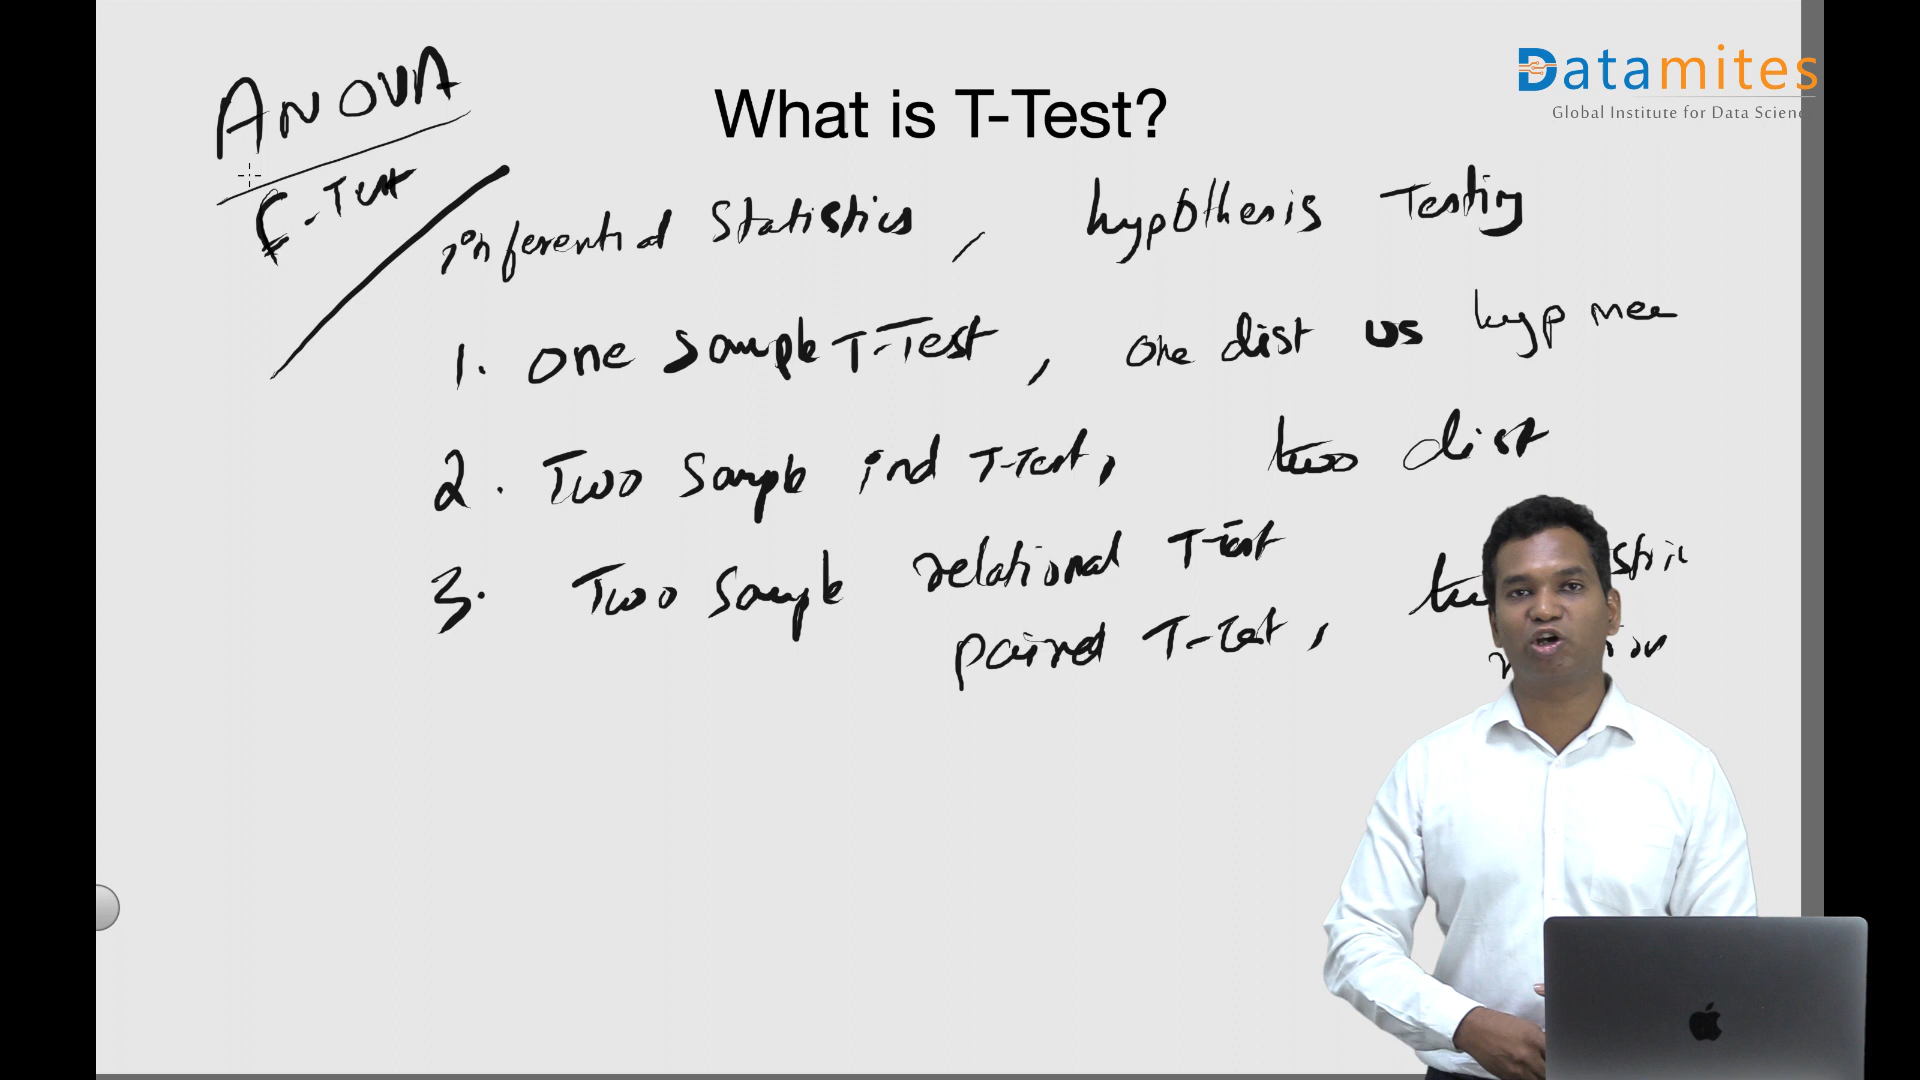 Datamites
Global Institute for Data Scienc
What is T-Test?
ANOVA
F-Test
inferential Statistics, hypothesis Testing
1. one sample T-Test, one dist vs hyp mea
2. Two sample ind T-Test, two dist
3. Two sample relational T-test
paired T-test,